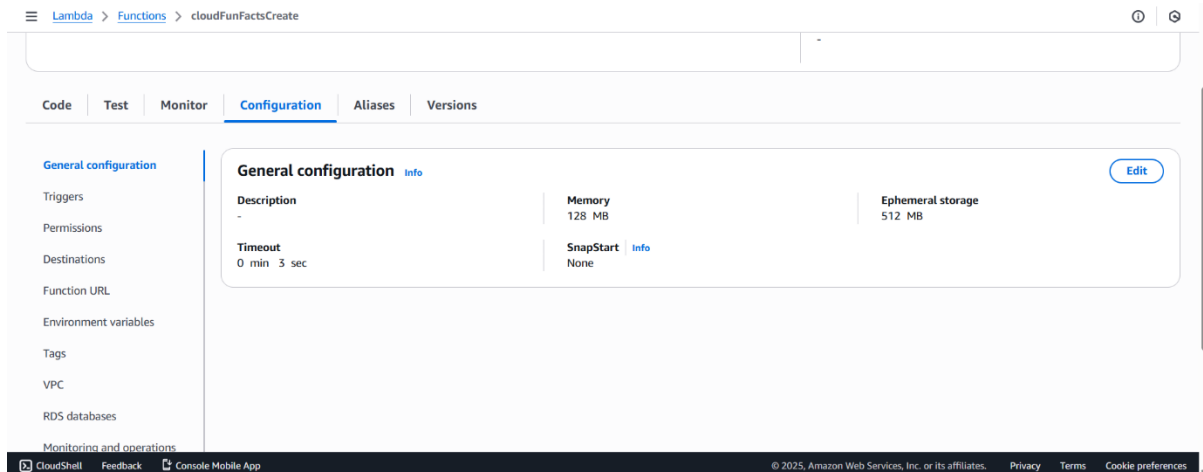 Lambda > Functions > cloudFunFactsCreate
-
Code Test Monitor Configuration Aliases Versions
General configuration
Triggers
Permissions
Destinations
Function URL
Environment variables
Tags
VPC
RDS databases
Monitoring and operations
General configuration Info
Edit
Description
-
Memory
128 MB
Ephemeral storage
512 MB
Timeout
0 min 3 sec
SnapStart Info
None
CloudShell Feedback Console Mobile App © 2025, Amazon Web Services, Inc. or its affiliates. Privacy Terms Cookie preferences